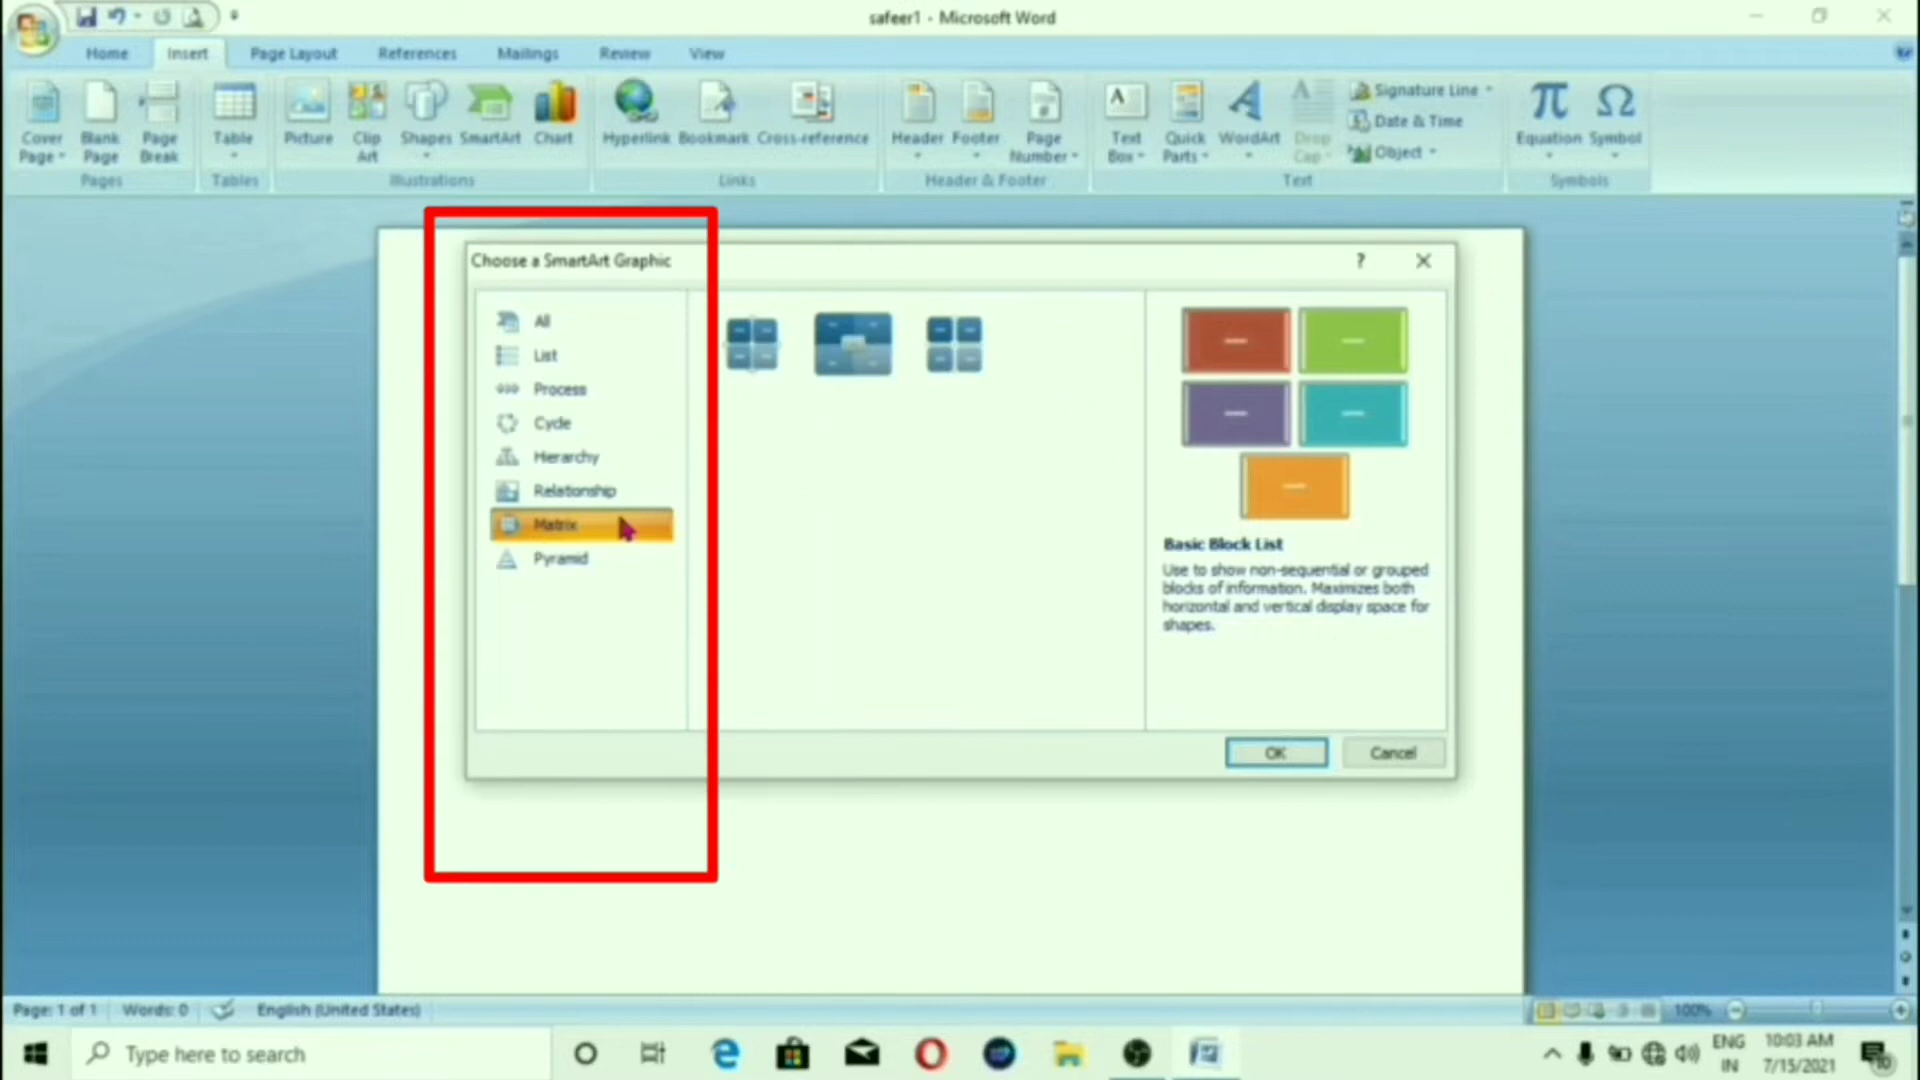 safeer1 - Microsoft Word
Home Insert Page Layout References Mailings Review View
Cover Page Blank Page Page Break Table Picture Clip Art Shapes SmartArt Chart Hyperlink Bookmark Cross-reference Header Footer Page Number Text Box Quick Parts WordArt Drop Cap Signature Line Date & Time Object Equation Symbol
Pages Tables Illustrations Links Header & Footer Text Symbols
Choose a SmartArt Graphic ?
All
List
Process
Cycle
Hierarchy
Relationship
Matrix
Pyramid
Basic Block List
Use to show non-sequential or grouped
blocks of information. Maximizes both
horizontal and vertical display space for
shapes.
OK Cancel
Page: 1 of 1 Words: 0 English (United States) 100%
Type here to search
ENG 10:03 AM
IN 7/15/2021
10